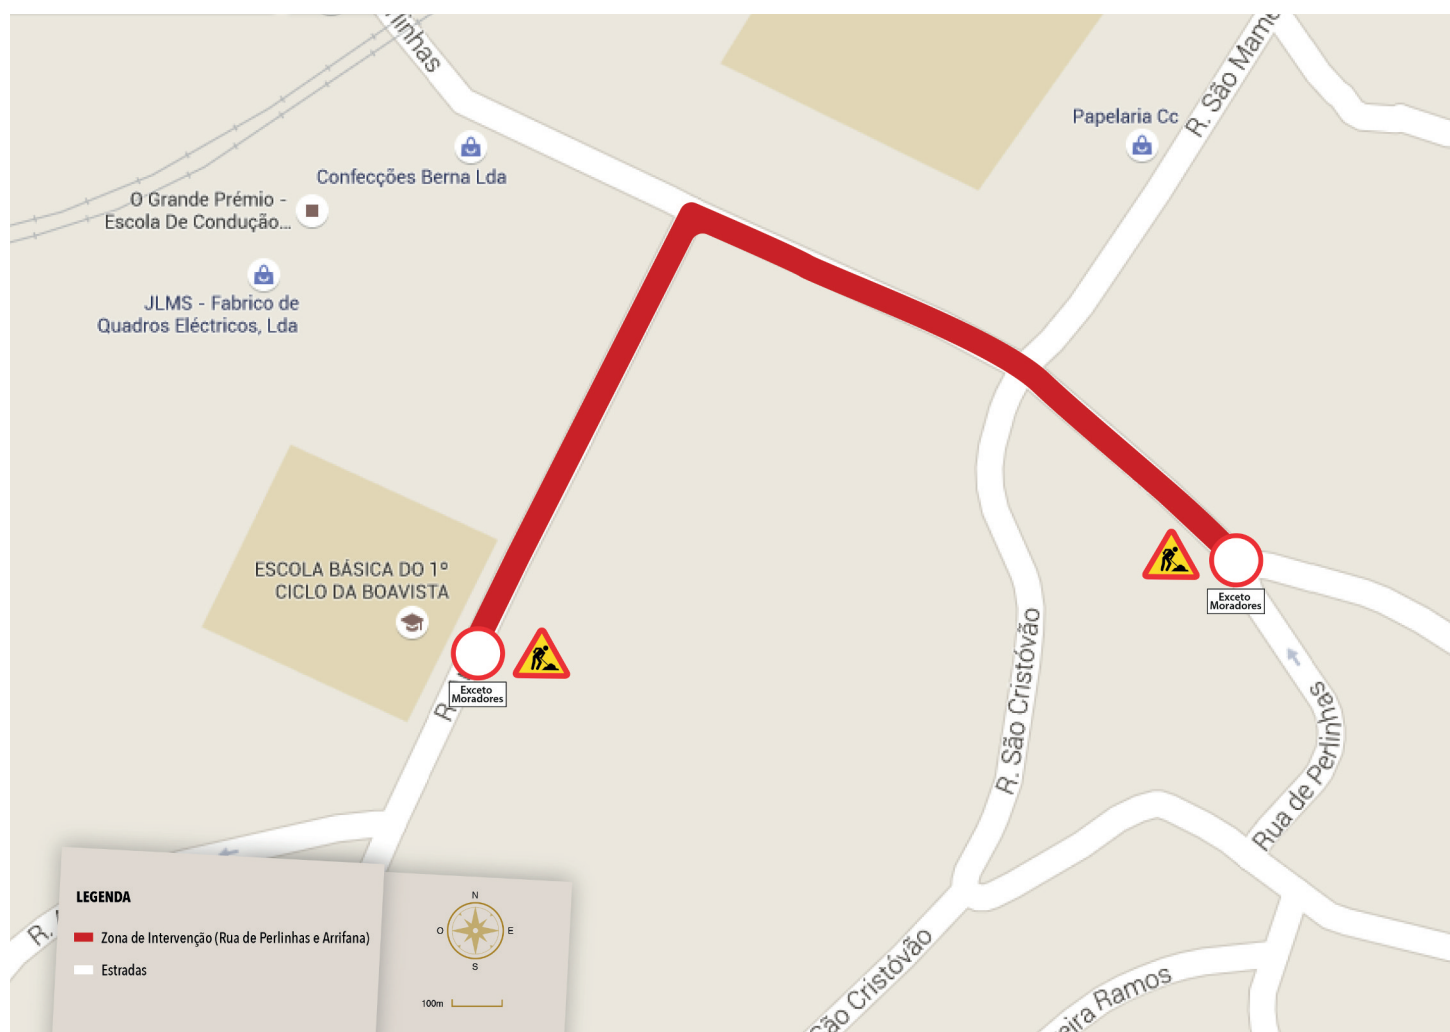 R. São Mame
Papelaria Cc
Confecções Berna Lda
O Grande Prémio -
Escola De Condução...
JLMS - Fabrico de
Quadros Eléctricos, Lda
ESCOLA BÁSICA DO 1º
CICLO DA BOAVISTA
Exceto
Moradores
Exceto
Moradores
R. São Cristóvão
Rua de Perlinhas
R.
R.
São Cristóvão
eira Ramos
LEGENDA
Zona de Intervenção (Rua de Perlinhas e Arrifana)
Estradas
N
O
E
S
100m